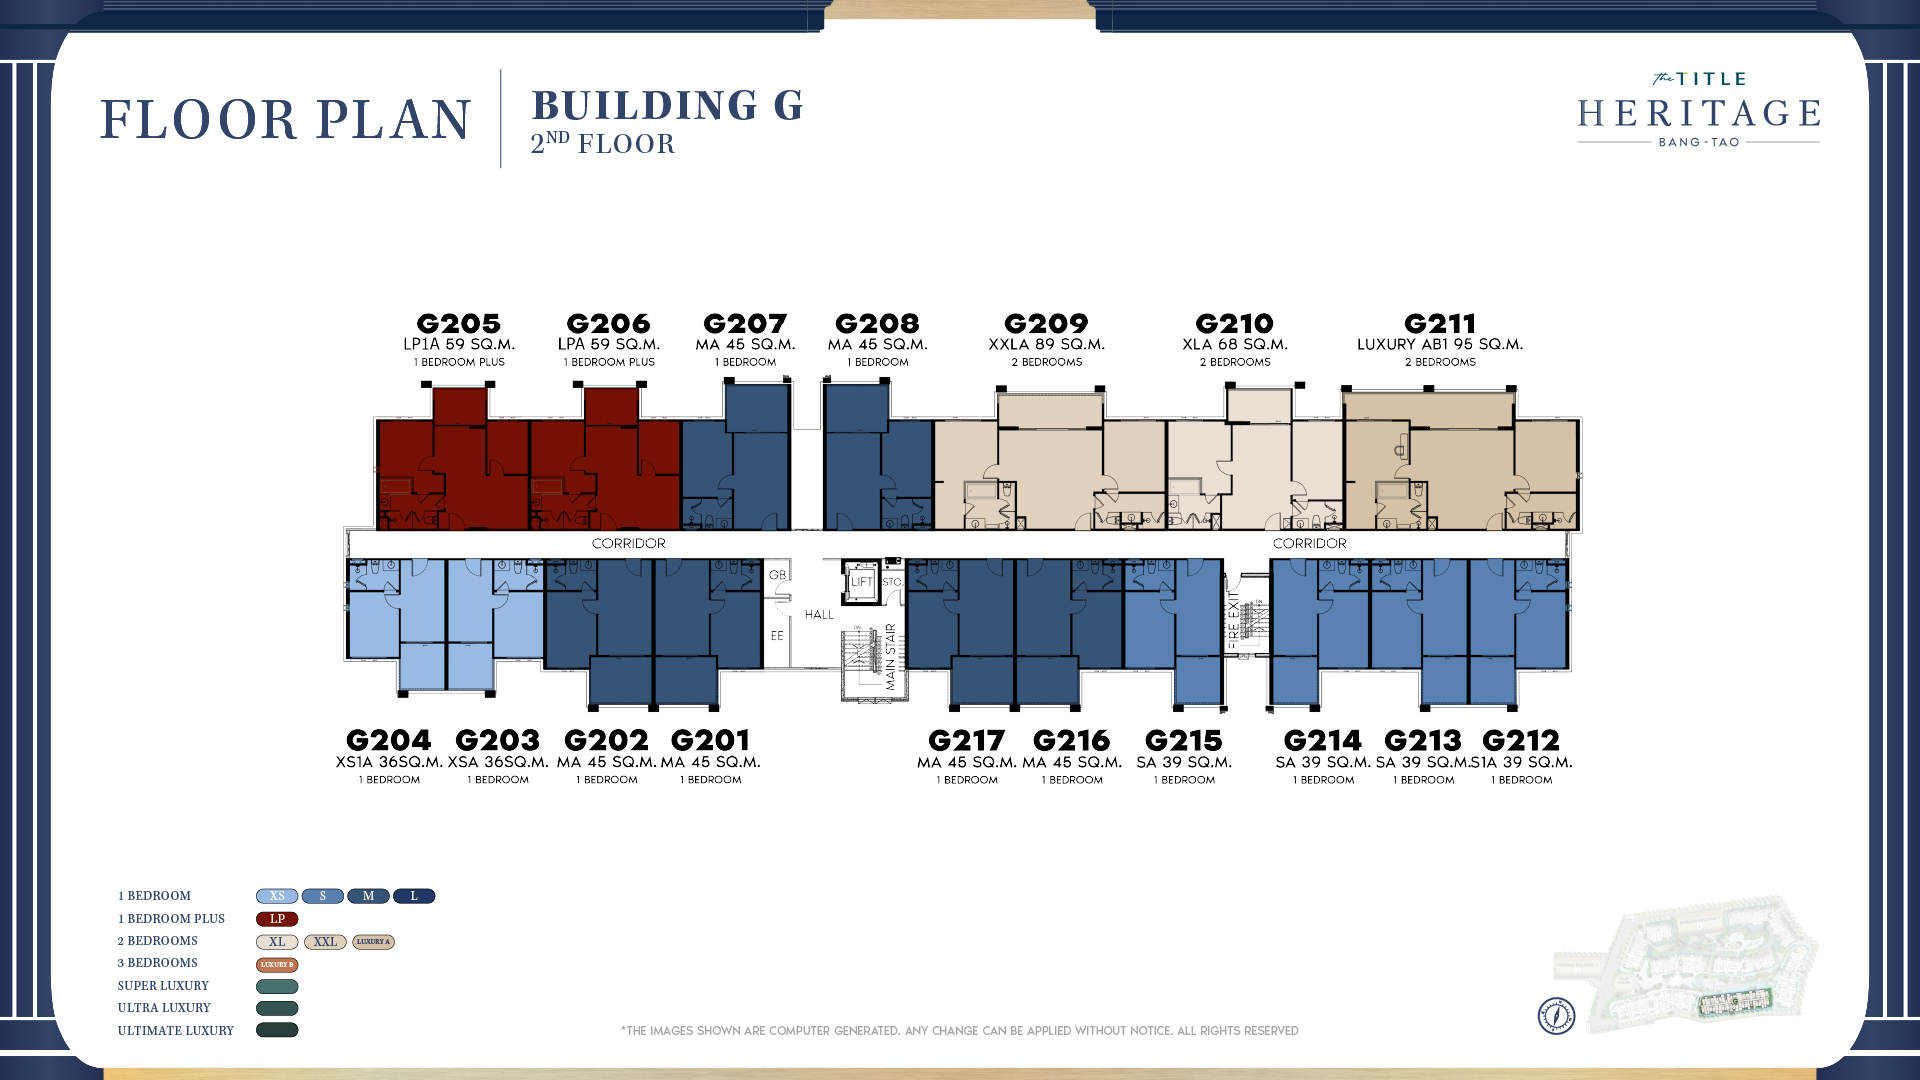 FLOOR PLAN
BUILDING G
2ND FLOOR
the TITLE
HERITAGE
BANG-TAO
G205
LP1A 59 SQ.M.
1 BEDROOM PLUS
G206
LPA 59 SQ.M.
1 BEDROOM PLUS
G207
MA 45 SQ.M.
1 BEDROOM
G208
MA 45 SQ.M.
1 BEDROOM
G209
XXLA 89 SQ.M.
2 BEDROOMS
G210
XLA 68 SQ.M.
2 BEDROOMS
G211
LUXURY AB1 95 SQ.M.
2 BEDROOMS
CORRIDOR
CORRIDOR
GB
EE
HALL
LIFT
STO.
DN
MAIN STAIR
FIRE EXIT
DN
G204
XS1A 36SQ.M.
1 BEDROOM
G203
XSA 36SQ.M.
1 BEDROOM
G202
MA 45 SQ.M.
1 BEDROOM
G201
MA 45 SQ.M.
1 BEDROOM
G217
MA 45 SQ.M.
1 BEDROOM
G216
MA 45 SQ.M.
1 BEDROOM
G215
SA 39 SQ.M.
1 BEDROOM
G214
SA 39 SQ.M.
1 BEDROOM
G213
SA 39 SQ.M.
1 BEDROOM
G212
S1A 39 SQ.M.
1 BEDROOM
1 BEDROOM XS S M L
1 BEDROOM PLUS LP
2 BEDROOMS XL XXL LUXURY A
3 BEDROOMS LUXURY B
SUPER LUXURY
ULTRA LUXURY
ULTIMATE LUXURY
*THE IMAGES SHOWN ARE COMPUTER GENERATED. ANY CHANGE CAN BE APPLIED WITHOUT NOTICE. ALL RIGHTS RESERVED